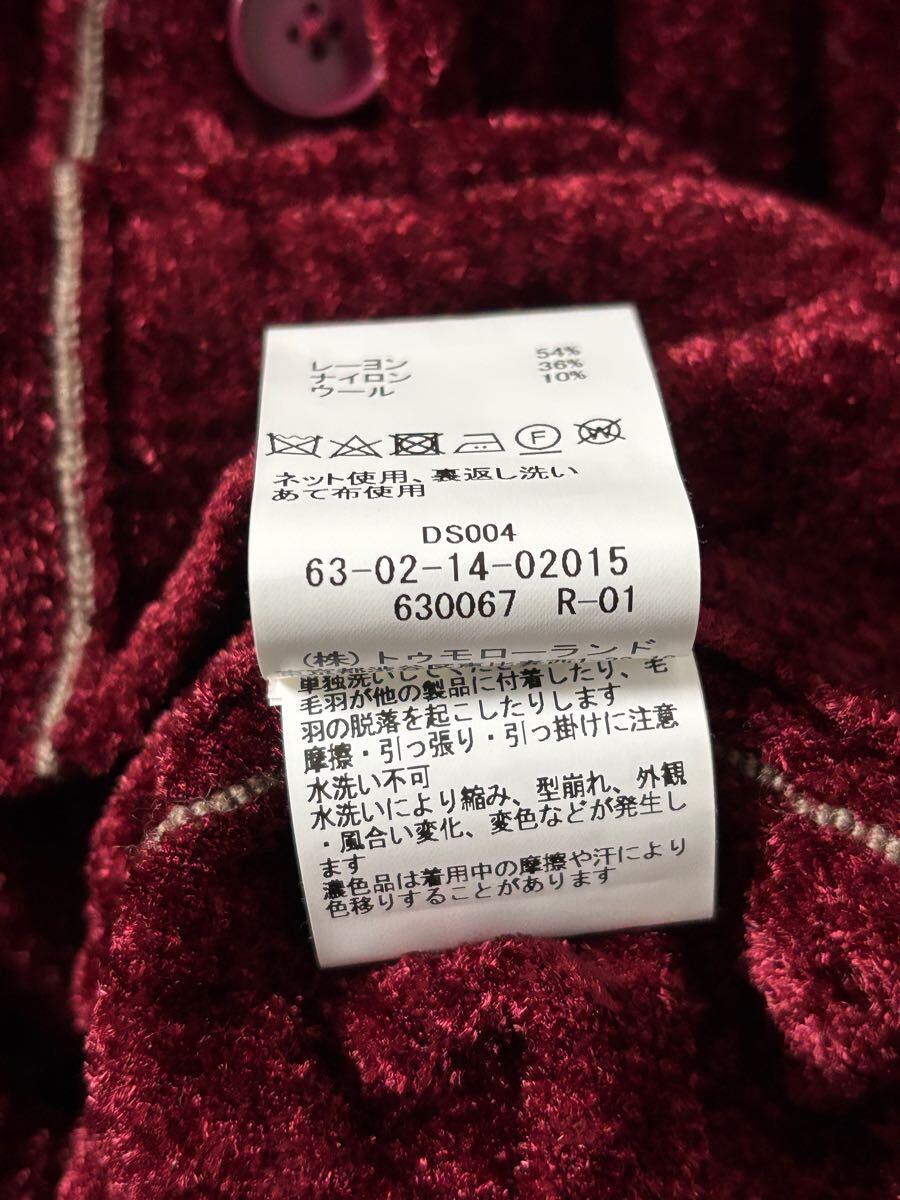 レーヨン 54%
ナイロン 36%
ウール 10%
F
W
ネット使用、裏返し洗い
あて布使用
DS004
63-02-14-02015
630067 R-01
(株)トゥモローランド
単独洗いして、
たり、毛
毛羽が他の製品に付着したり、毛
羽の脱落を起こしたりします
摩擦・引っ張り・引っ掛けに注意
水洗い不可
水洗いにより縮み、型崩れ、外観
・風合い変化、変色などが発生し
ます
濃色品は着用中の摩擦や汗により
色移りすることがあります